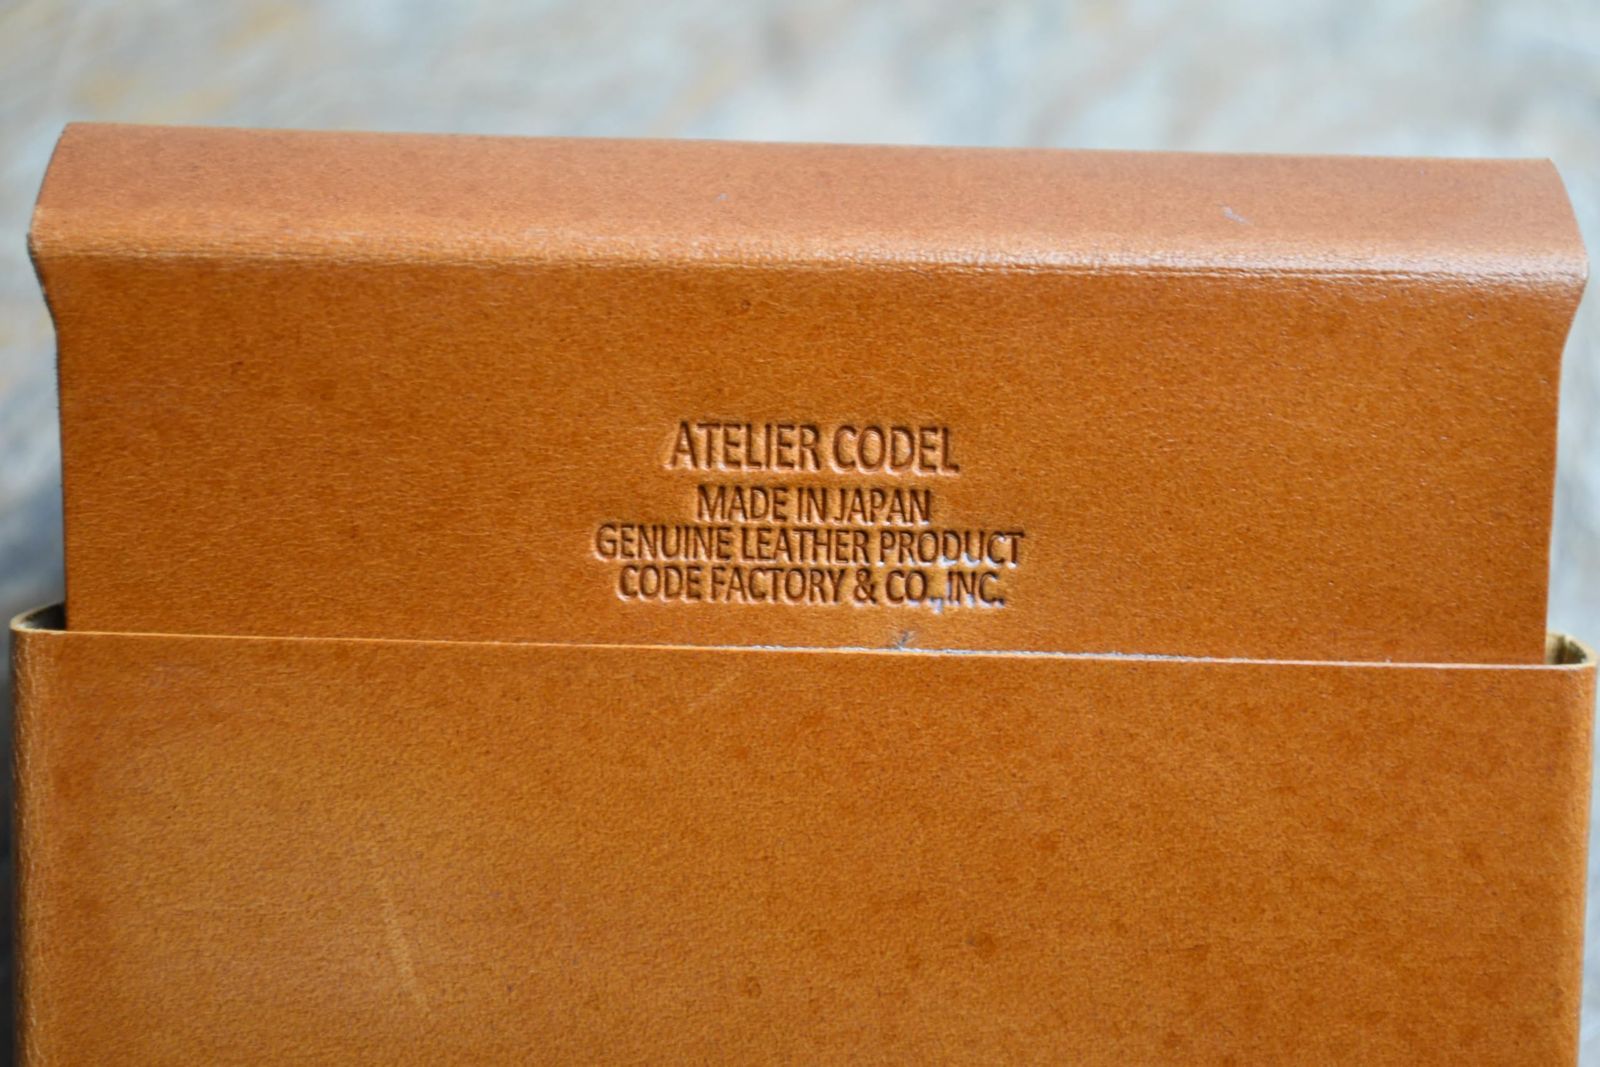 ATELIER CODEL
MADE IN JAPAN
GENUINE LEATHER PRODUCT
CODE FACTORY & CO.,INC.